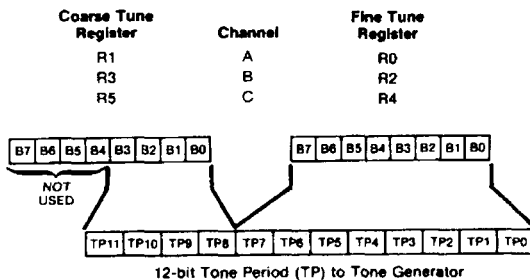 Coarse Tune Register Channel Fine Tune Register
R1 A R0
R3 B R2
R5 C R4
B7 B6 B5 B4 B3 B2 B1 B0 B7 B6 B5 B4 B3 B2 B1 B0
NOT USED
TP11 TP10 TP9 TP8 TP7 TP6 TP5 TP4 TP3 TP2 TP1 TP0
12-bit Tone Period (TP) to Tone Generator